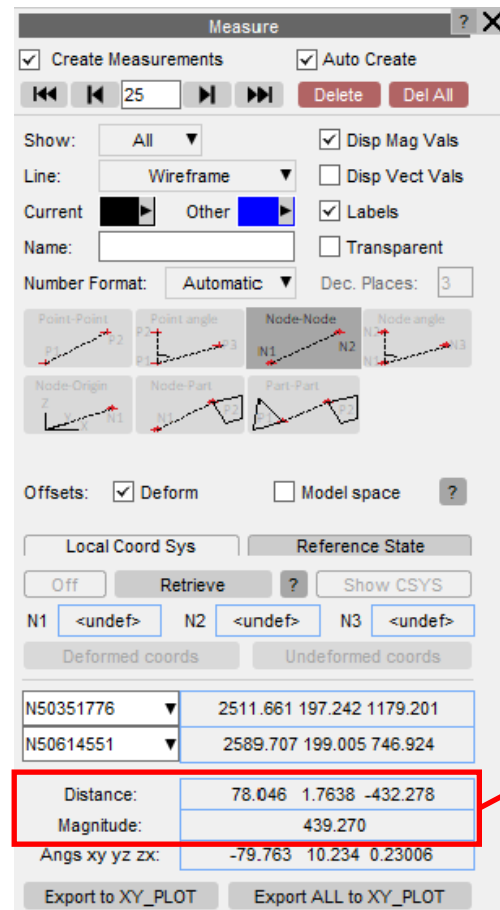 Measure ? X
Create Measurements Auto Create
25 Delete Del All
Show: All Disp Mag Vals
Line: Wireframe Disp Vect Vals
Current Other Labels
Name: Transparent
Number Format: Automatic Dec. Places: 3
Point-Point Point angle Node-Node Node angle
P1 P2 P2 P1 P3 N1 N2 N2 N1 N3
Node-Origin Node-Part Part-Part
Z X Y N1 N1 P2 P1 P2
Offsets: Deform Model space ?
Local Coord Sys Reference State
Off Retrieve ? Show CSYS
N1 <undef> N2 <undef> N3 <undef>
Deformed coords Undeformed coords
N50351776 2511.661 197.242 1179.201
N50614551 2589.707 199.005 746.924
Distance: 78.046 1.7638 -432.278
Magnitude: 439.270
Angs xy yz zx: -79.763 10.234 0.23006
Export to XY_PLOT Export ALL to XY_PLOT